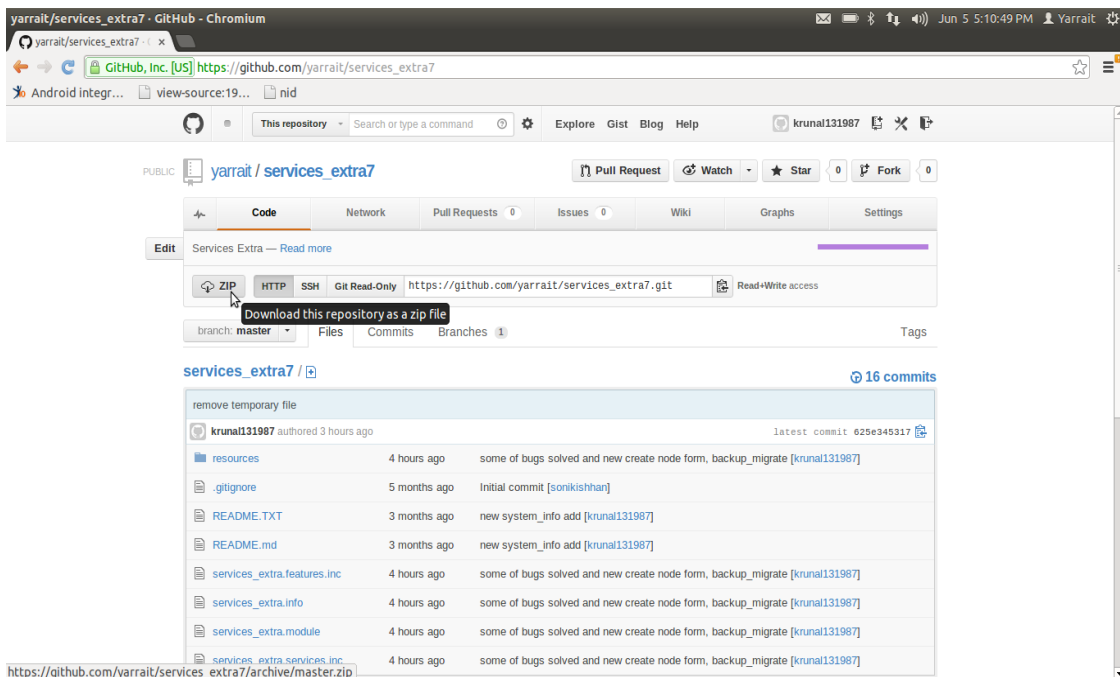 yarrait/services_extra7 · GitHub - Chromium
Jun 5 5:10:49 PM Yarrait
yarrait/services_extra7 ·
GitHub, Inc. [US] https://github.com/yarrait/services_extra7
Android integr... view-source:19... nid
This repository Search or type a command Explore Gist Blog Help krunal131987
PUBLIC yarrait / services_extra7 Pull Request Watch Star 0 Fork 0
Code Network Pull Requests 0 Issues 0 Wiki Graphs Settings
Edit Services Extra — Read more
ZIP HTTP SSH Git Read-Only https://github.com/yarrait/services_extra7.git Read+Write access
Download this repository as a zip file
branch: master Files Commits Branches 1 Tags
services_extra7 / 16 commits
remove temporary file
krunal131987 authored 3 hours ago latest commit 625e345317
resources 4 hours ago some of bugs solved and new create node form, backup_migrate [krunal131987]
.gitignore 5 months ago Initial commit [sonikishhan]
README.TXT 3 months ago new system_info add [krunal131987]
README.md 3 months ago new system_info add [krunal131987]
services_extra.features.inc 4 hours ago some of bugs solved and new create node form, backup_migrate [krunal131987]
services_extra.info 4 hours ago some of bugs solved and new create node form, backup_migrate [krunal131987]
services_extra.module 4 hours ago some of bugs solved and new create node form, backup_migrate [krunal131987]
services_extra.services.inc 4 hours ago some of bugs solved and new create node form, backup_migrate [krunal131987]
https://github.com/yarrait/services_extra7/archive/master.zip